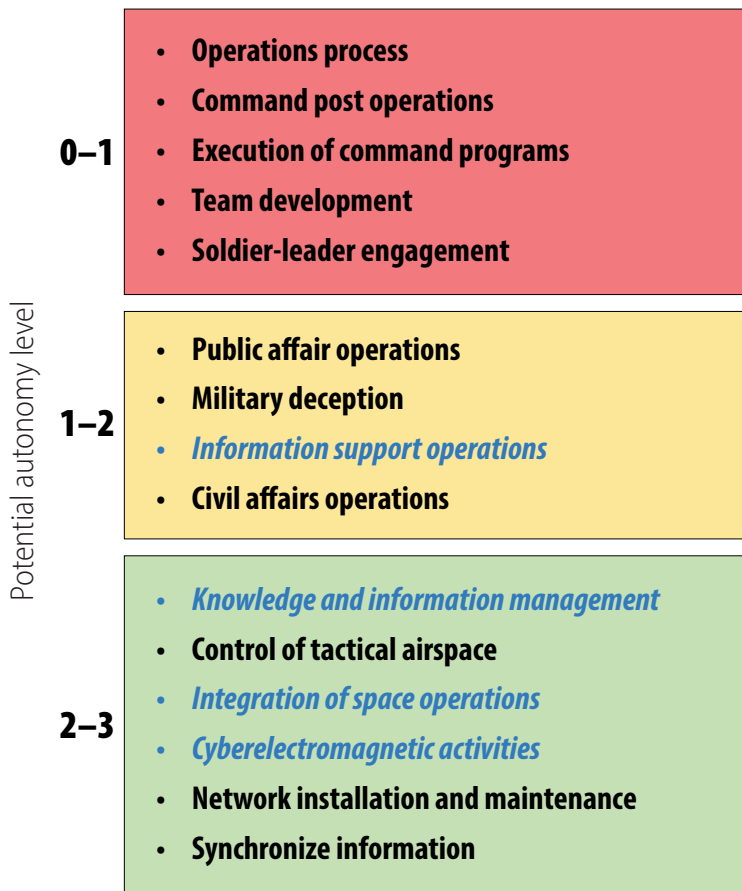 Potential autonomy level
0–1
• Operations process
• Command post operations
• Execution of command programs
• Team development
• Soldier-leader engagement
1–2
• Public affair operations
• Military deception
• Information support operations
• Civil affairs operations
2–3
• Knowledge and information management
• Control of tactical airspace
• Integration of space operations
• Cyberelectromagnetic activities
• Network installation and maintenance
• Synchronize information